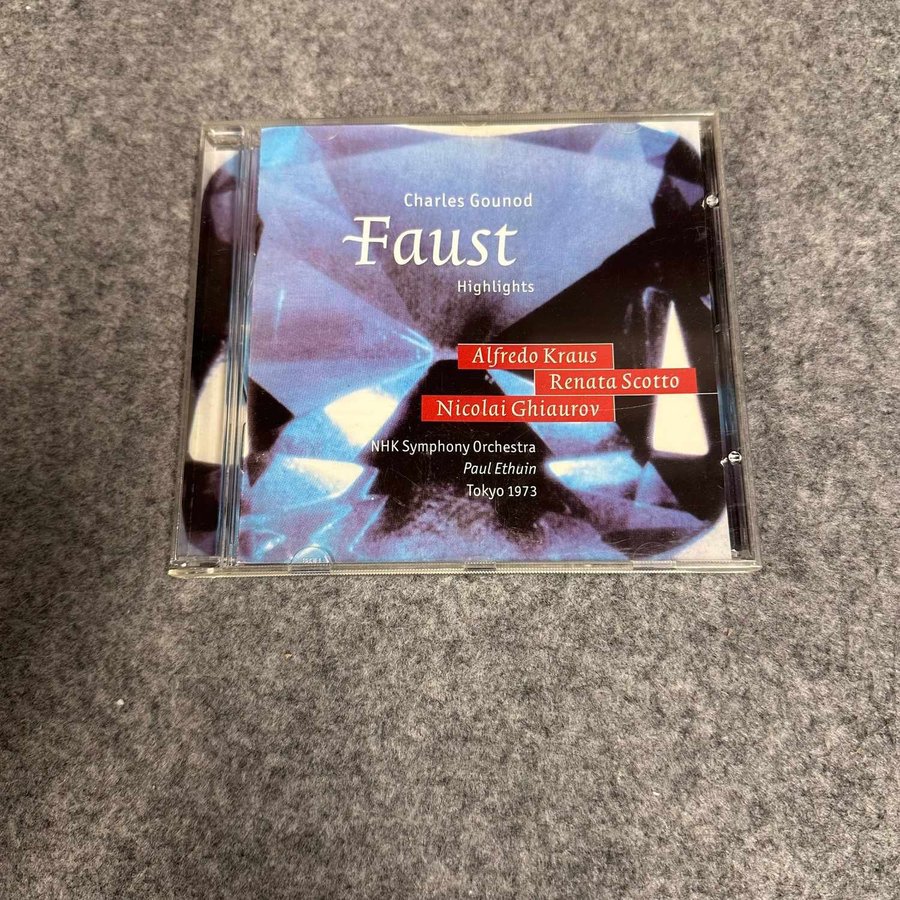 Charles Gounod
Faust
Highlights
Alfredo Kraus
Renata Scotto
Nicolai Ghiaurov
NHK Symphony Orchestra
Paul Ethuin
Tokyo 1973